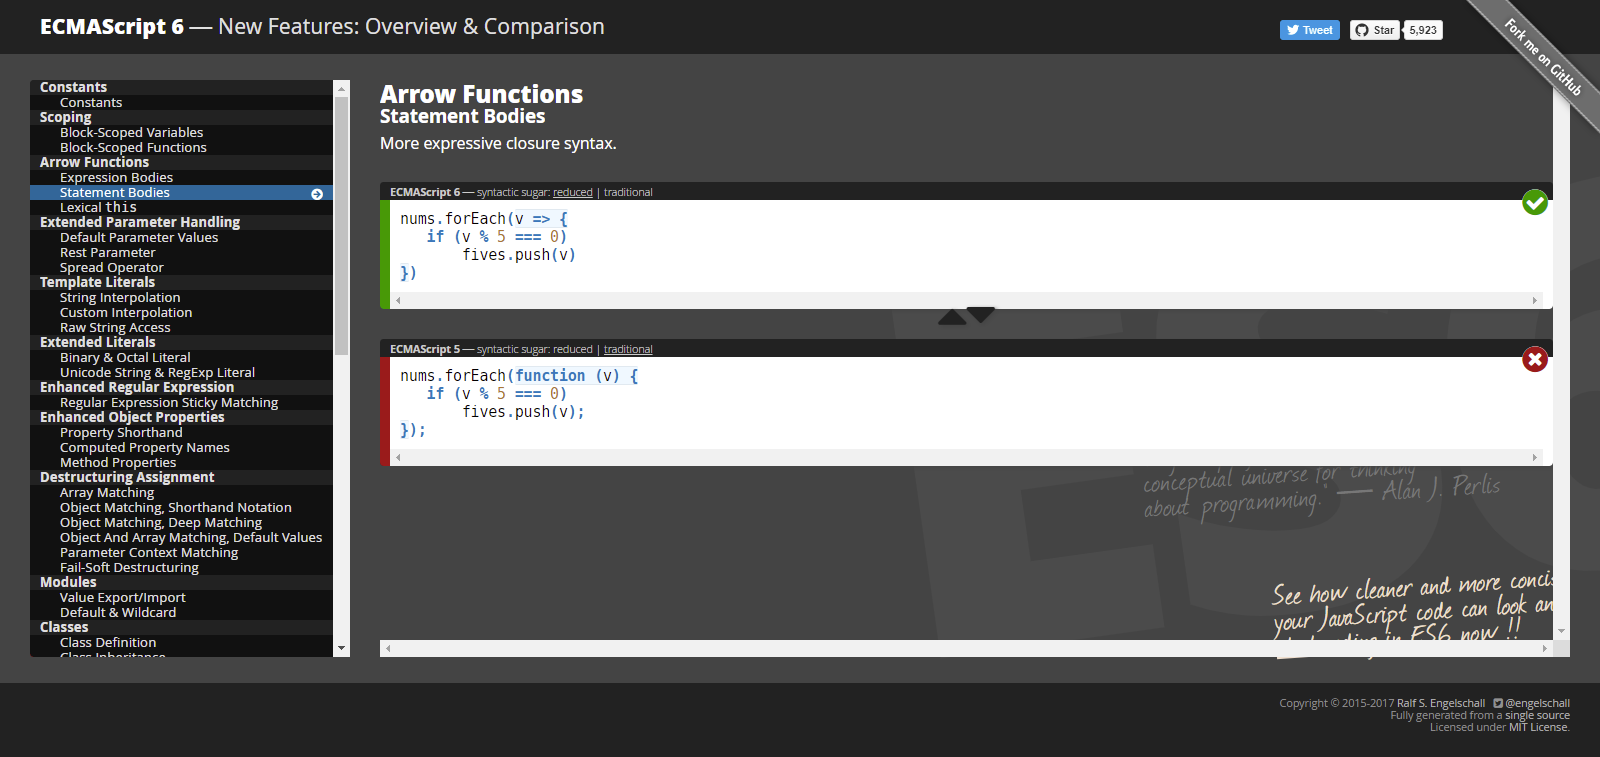 ECMAScript 6 — New Features: Overview & Comparison
Tweet
Star
5,923
Fork me on GitHub
Constants
Constants
Scoping
Block-Scoped Variables
Block-Scoped Functions
Arrow Functions
Expression Bodies
Statement Bodies
Lexical this
Extended Parameter Handling
Default Parameter Values
Rest Parameter
Spread Operator
Template Literals
String Interpolation
Custom Interpolation
Raw String Access
Extended Literals
Binary & Octal Literal
Unicode String & RegExp Literal
Enhanced Regular Expression
Regular Expression Sticky Matching
Enhanced Object Properties
Property Shorthand
Computed Property Names
Method Properties
Destructuring Assignment
Array Matching
Object Matching, Shorthand Notation
Object Matching, Deep Matching
Object And Array Matching, Default Values
Parameter Context Matching
Fail-Soft Destructuring
Modules
Value Export/Import
Default & Wildcard
Classes
Class Definition
Class Inheritance
Arrow Functions
Statement Bodies
More expressive closure syntax.
ECMAScript 6 — syntactic sugar: reduced | traditional
nums.forEach(v => {
   if (v % 5 === 0)
       fives.push(v)
})
ECMAScript 5 — syntactic sugar: reduced | traditional
nums.forEach(function (v) {
   if (v % 5 === 0)
       fives.push(v);
});
conceptual universe for thinking
about programming." — Alan J. Perlis
See how cleaner and more concis
your JavaScript code can look an
in ES6 now !!
Copyright © 2015-2017 Ralf S. Engelschall @engelschall
Fully generated from a single source
Licensed under MIT License.